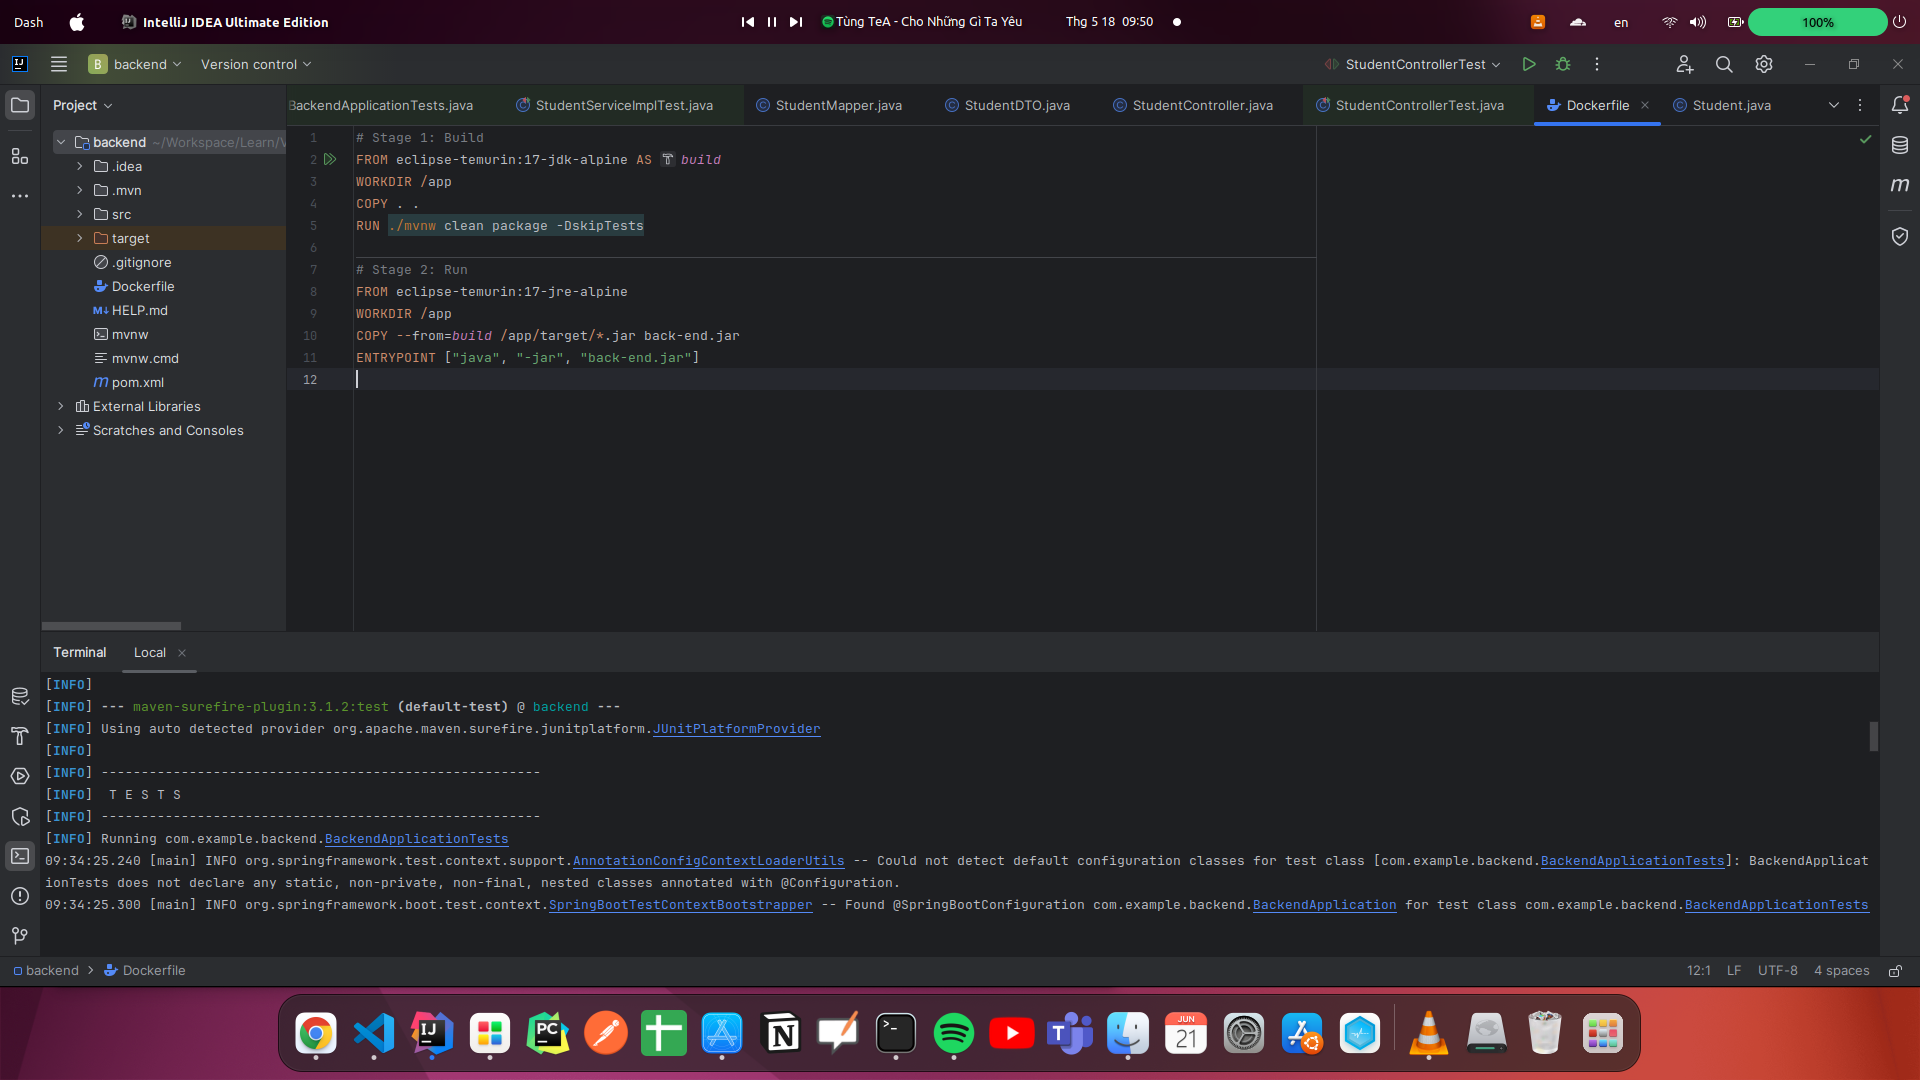 Dash
IntelliJ IDEA Ultimate Edition
Tùng TeA - Cho Những Gì Ta Yêu
Thg 5 18 09:50
en
100%
IJ
B backend
Version control
StudentControllerTest
Project
BackendApplicationTests.java
StudentServiceImplTest.java
StudentMapper.java
StudentDTO.java
StudentController.java
StudentControllerTest.java
Dockerfile
Student.java
backend ~/Workspace/Learn/V
.idea
.mvn
src
target
.gitignore
Dockerfile
M↓ HELP.md
mvnw
mvnw.cmd
m pom.xml
External Libraries
Scratches and Consoles
1 # Stage 1: Build
2 FROM eclipse-temurin:17-jdk-alpine AS build
3 WORKDIR /app
4 COPY . .
5 RUN ./mvnw clean package -DskipTests
6
7 # Stage 2: Run
8 FROM eclipse-temurin:17-jre-alpine
9 WORKDIR /app
10 COPY --from=build /app/target/*.jar back-end.jar
11 ENTRYPOINT ["java", "-jar", "back-end.jar"]
12
m
Terminal
Local
[INFO]
[INFO] --- maven-surefire-plugin:3.1.2:test (default-test) @ backend ---
[INFO] Using auto detected provider org.apache.maven.surefire.junitplatform.JUnitPlatformProvider
[INFO]
[INFO] -------------------------------------------------------
[INFO]  T E S T S
[INFO] -------------------------------------------------------
[INFO] Running com.example.backend.BackendApplicationTests
09:34:25.240 [main] INFO org.springframework.test.context.support.AnnotationConfigContextLoaderUtils -- Could not detect default configuration classes for test class [com.example.backend.BackendApplicationTests]: BackendApplicat
ionTests does not declare any static, non-private, non-final, nested classes annotated with @Configuration.
09:34:25.300 [main] INFO org.springframework.boot.test.context.SpringBootTestContextBootstrapper -- Found @SpringBootConfiguration com.example.backend.BackendApplication for test class com.example.backend.BackendApplicationTests
backend
Dockerfile
12:1
LF
UTF-8
4 spaces
IJ
PC
N
T
JUN
21